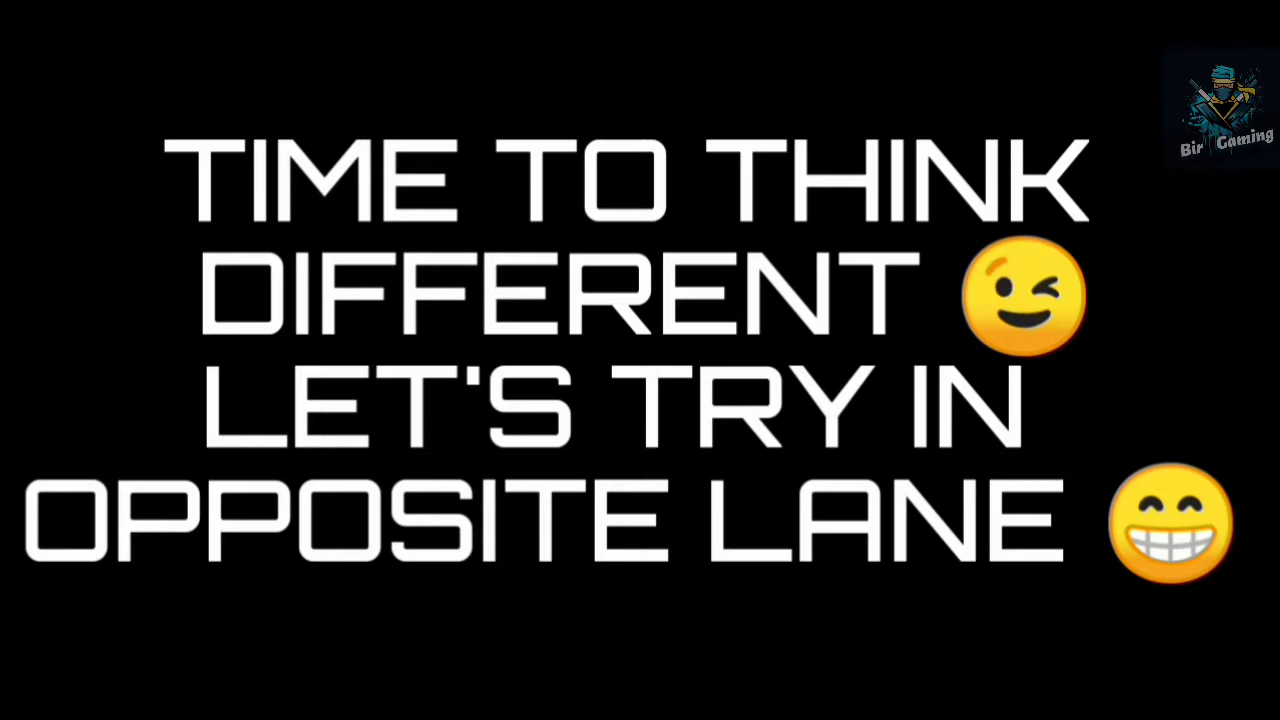 Bir Gaming
TIME TO THINK
DIFFERENT 😉
LET'S TRY IN
OPPOSITE LANE 😁